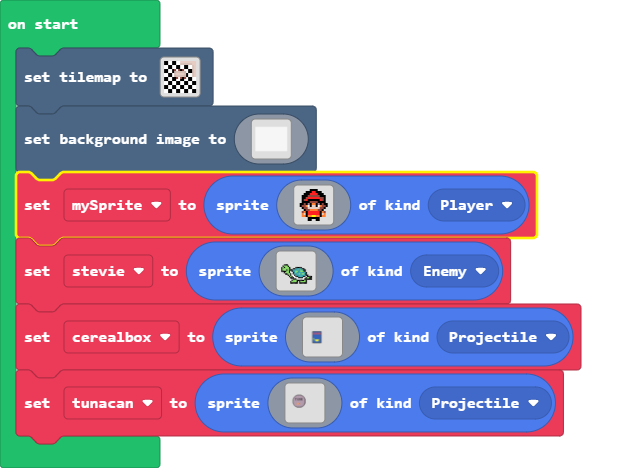 on start
set tilemap to
set background image to
set mySprite to sprite of kind Player
set stevie to sprite of kind Enemy
set cerealbox to sprite of kind Projectile
set tunacan to sprite of kind Projectile